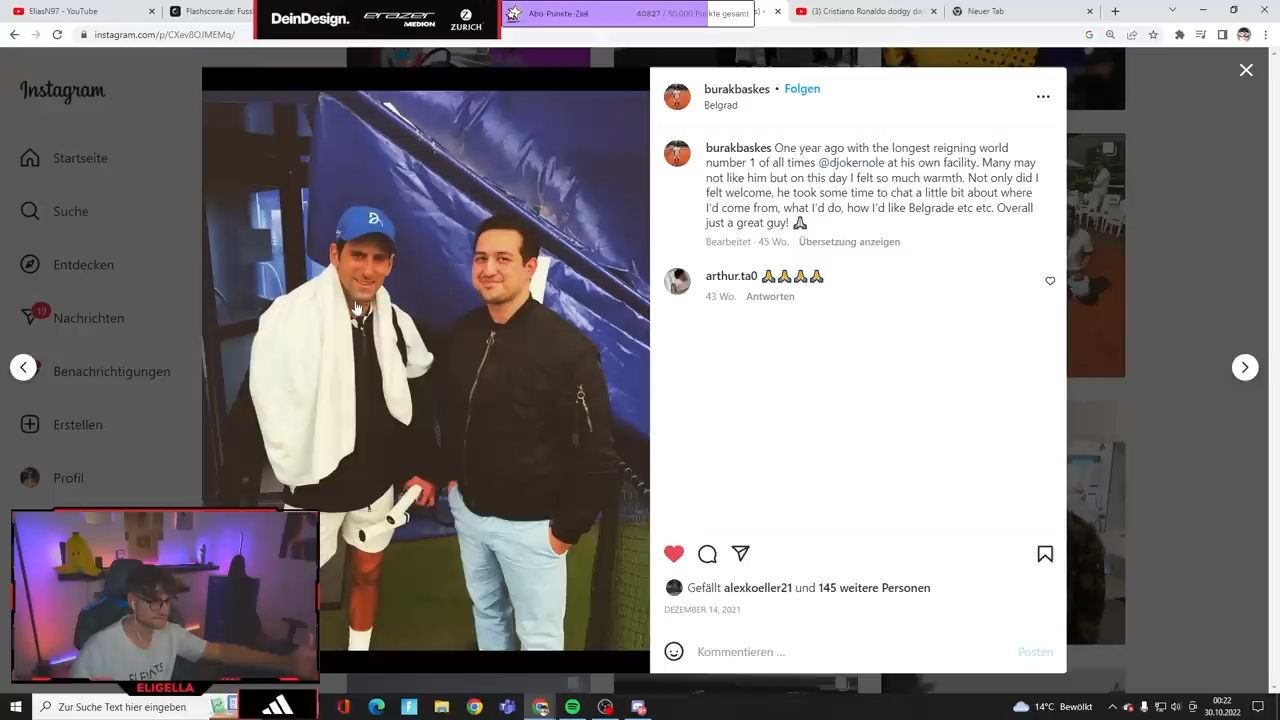 EliasN97 - YouTube
Flashscore.de: Fuss
DeinDesign.
erazer
MEDION
ZURICH
Abo-Punkte-Ziel
40827 / 50.000 Punkte gesamt
(3) Cristiano Ronaldo dodgy da
Neuer Tab
instagram.com/p/CXev8OJMEMq/
Instagram
Startseite
Suche
Entdecken
19
Nachrichten
Benachrichtigungen
Erstellen
Profil
burakbaskes • Folgen
Belgrad
burakbaskes One year ago with the longest reigning world
number 1 of all times @djokernole at his own facility. Many may
not like him but on this day I felt so much warmth. Not only did I
felt welcome, he took some time to chat a little bit about where
I'd come from, what I'd do, how I'd like Belgrade etc etc. Overall
just a great guy! 🙏
Bearbeitet · 45 Wo. Übersetzung anzeigen
arthur.ta0 🙏🙏🙏🙏
43 Wo. Antworten
Gefällt alexkoeller21 und 145 weitere Personen
DEZEMBER 14, 2021
Kommentieren ...
Posten
ELIGELLA
Zur Suche Text hier eingeben
14°C Bewölkt
00:22
30.10.2022